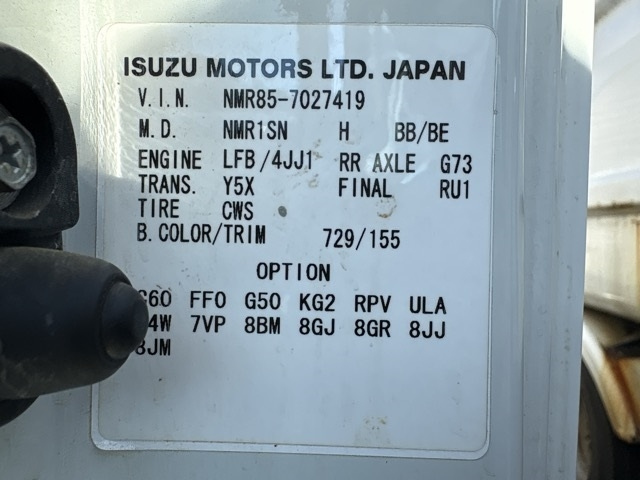 ISUZU MOTORS LTD. JAPAN
V.I.N. NMR85-7027419
M.D. NMR1SN H BB/BE
ENGINE LFB/4JJ1 RR AXLE G73
TRANS. Y5X FINAL RU1
TIRE CWS
B.COLOR/TRIM 729/155
OPTION
FF0 G50 KG2 RPV ULA
7VP 8BM 8GJ 8GR 8JJ
8JM